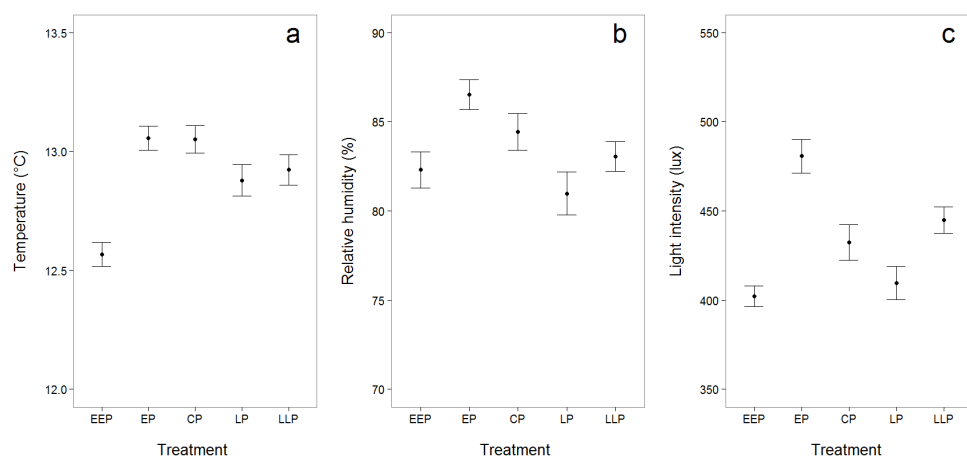 a
Temperature (°C)
13.5
13.0
12.5
12.0
EEP EP CP LP LLP
Treatment
b
Relative humidity (%)
90
85
80
75
70
EEP EP CP LP LLP
Treatment
c
Light intensity (lux)
550
500
450
400
350
EEP EP CP LP LLP
Treatment